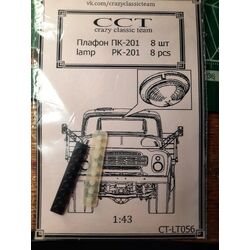 vk.com/crazyclassicteam
CCT
crazy classic team
Плафон ПК-201 8 шт
lamp PK-201 8 pcs
1:43
CT-LT056